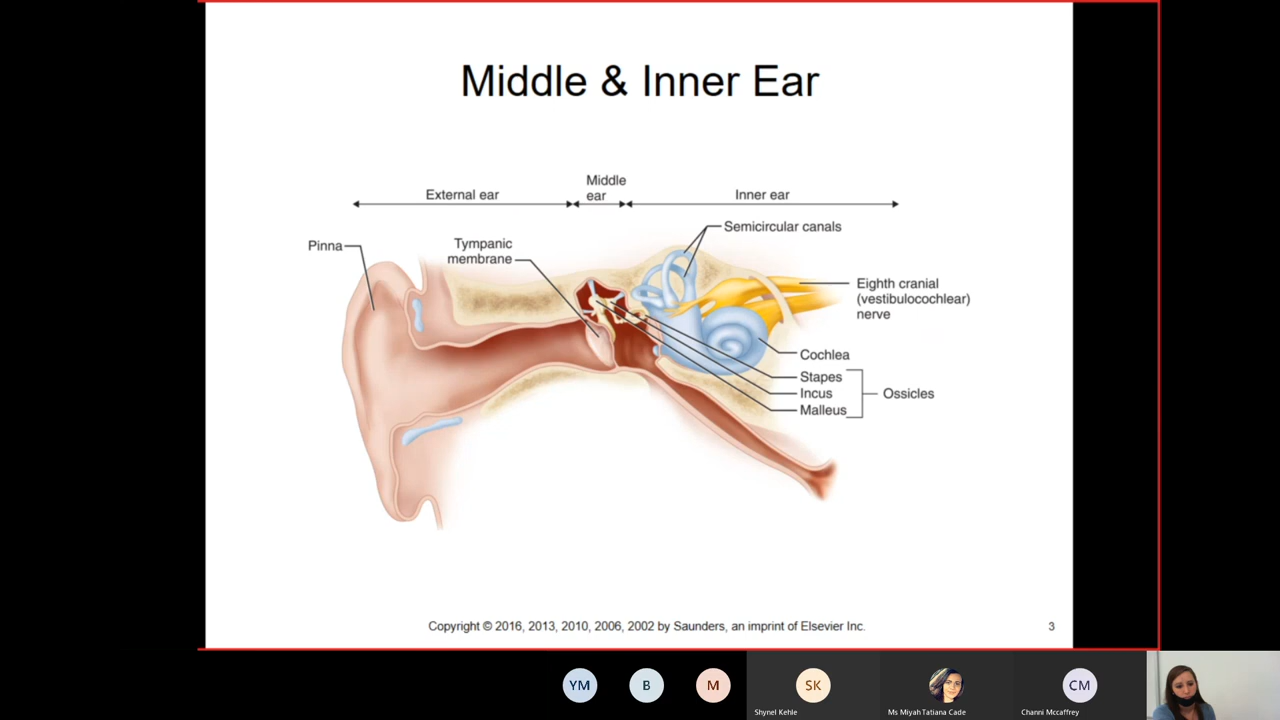 Middle & Inner Ear
External ear
Middle
ear
Inner ear
Semicircular canals
Pinna
Tympanic
membrane
Eighth cranial
(vestibulocochlear)
nerve
Cochlea
Stapes
Incus
Malleus
Ossicles
Copyright © 2016, 2013, 2010, 2006, 2002 by Saunders, an imprint of Elsevier Inc.
3
YM
B
M
SK
CM
Shynel Kehle
Ms MiyahTatiana Cade
Channi Mccaffrey